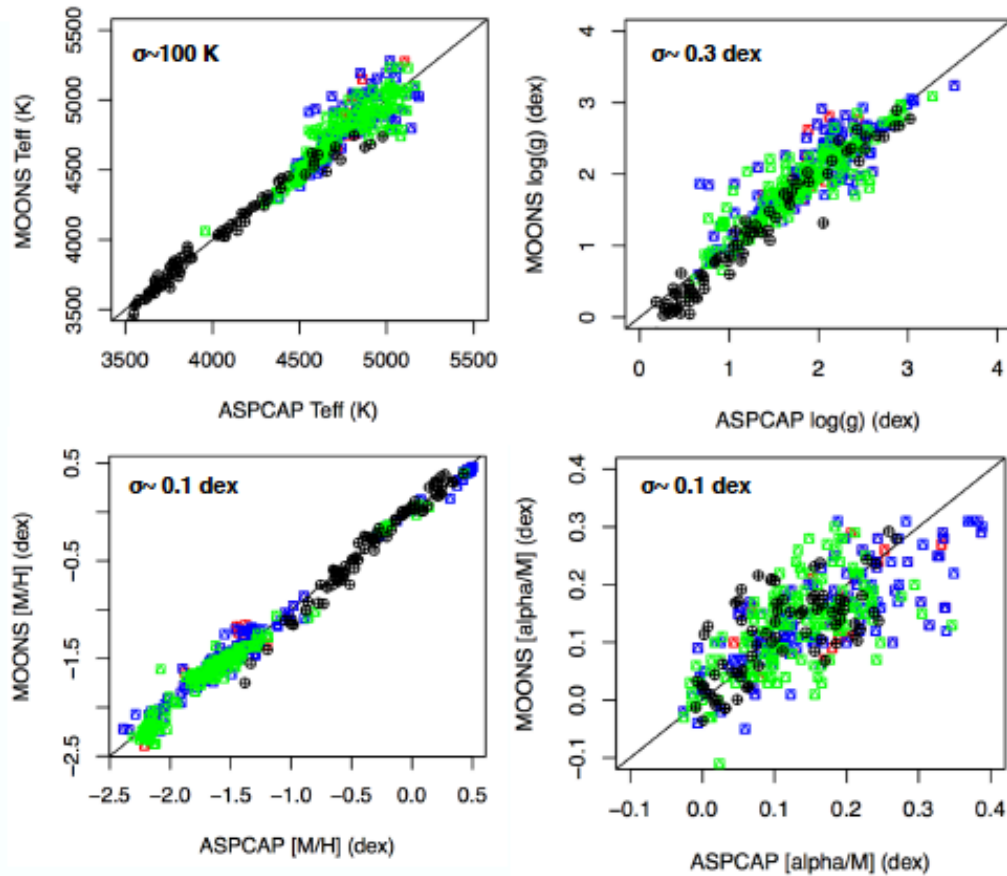 σ~100 K
MOONS Teff (K)
3500 4000 4500 5000 5500
3500 4000 4500 5000 5500
ASPCAP Teff (K)
σ~ 0.3 dex
MOONS log(g) (dex)
0 1 2 3 4
0 1 2 3 4
ASPCAP log(g) (dex)
σ~ 0.1 dex
MOONS [M/H] (dex)
−2.5 −1.5 −0.5 0.5
−2.5 −2.0 −1.5 −1.0 −0.5 0.0 0.5
ASPCAP [M/H] (dex)
σ~ 0.1 dex
MOONS [alpha/M] (dex)
−0.1 0.0 0.1 0.2 0.3 0.4
−0.1 0.0 0.1 0.2 0.3 0.4
ASPCAP [alpha/M] (dex)